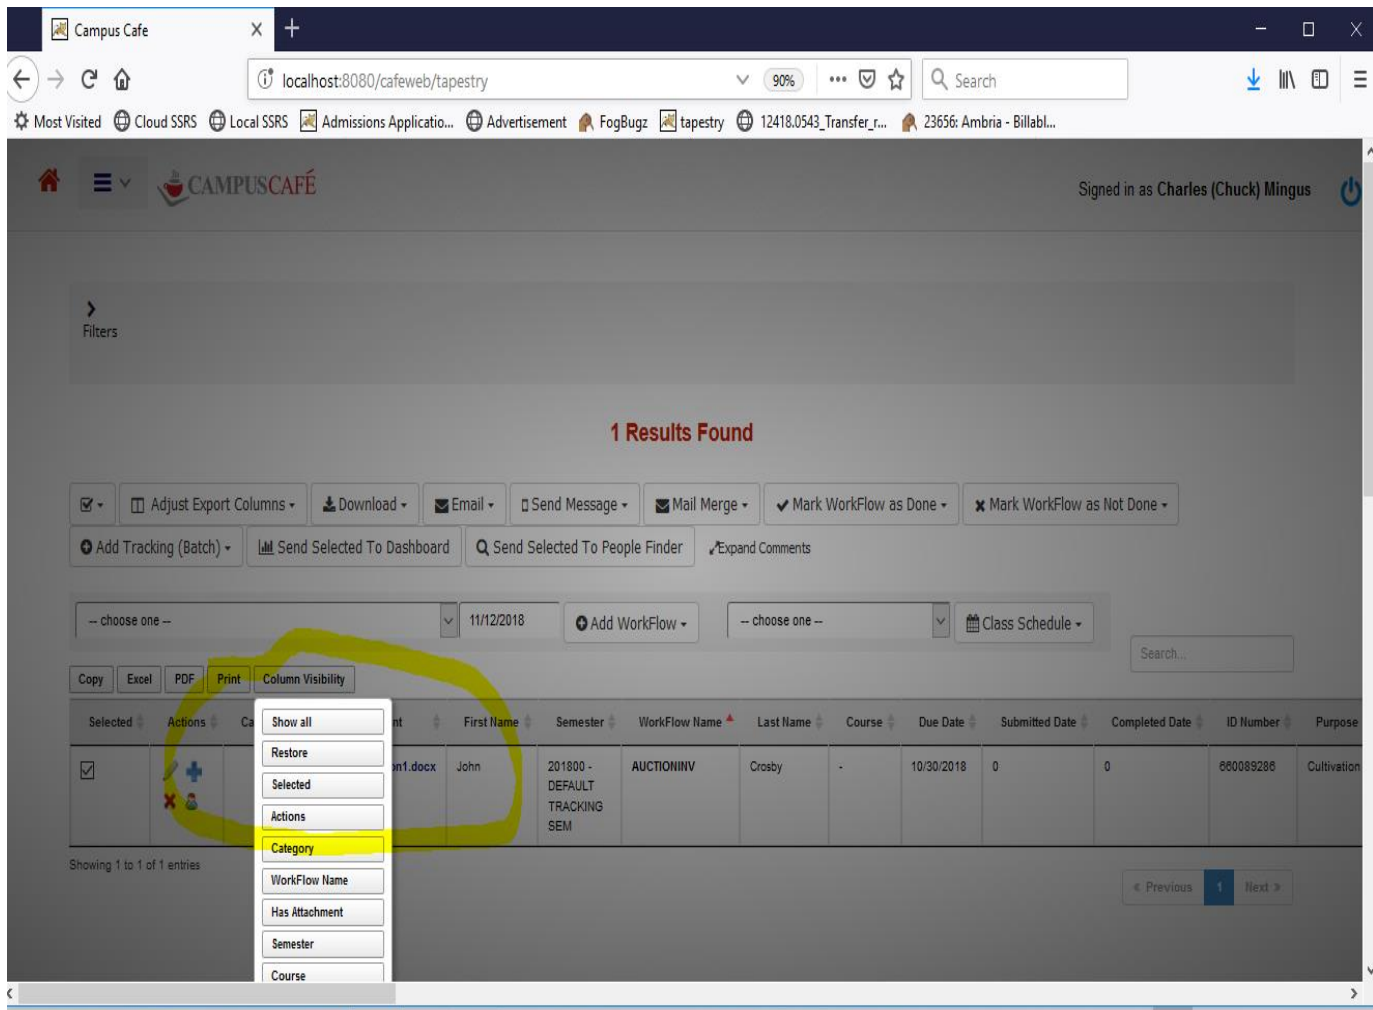 Campus Cafe
localhost:8080/cafeweb/tapestry 90% Search
Most Visited Cloud SSRS Local SSRS Admissions Applicatio... Advertisement FogBugz tapestry 12418.0543_Transfer_r... 23656: Ambria - Billabl...
CAMPUSCAFÉ Signed in as Charles (Chuck) Mingus
Filters
1 Results Found
Adjust Export Columns Download Email Send Message Mail Merge Mark WorkFlow as Done Mark WorkFlow as Not Done
Add Tracking (Batch) Send Selected To Dashboard Send Selected To People Finder Expand Comments
-- choose one -- 11/12/2018 Add WorkFlow -- choose one -- Class Schedule
Search...
Copy Excel PDF Print Column Visibility
Selected Actions Ca nt First Name Semester WorkFlow Name Last Name Course Due Date Submitted Date Completed Date ID Number Purpose
on1.docx John 201800 - AUCTIONINV Crosby - 10/30/2018 0 0 660089286 Cultivation
DEFAULT
TRACKING
SEM
Show all
Restore
Selected
Actions
Category
WorkFlow Name
Has Attachment
Semester
Course
Showing 1 to 1 of 1 entries
« Previous 1 Next »